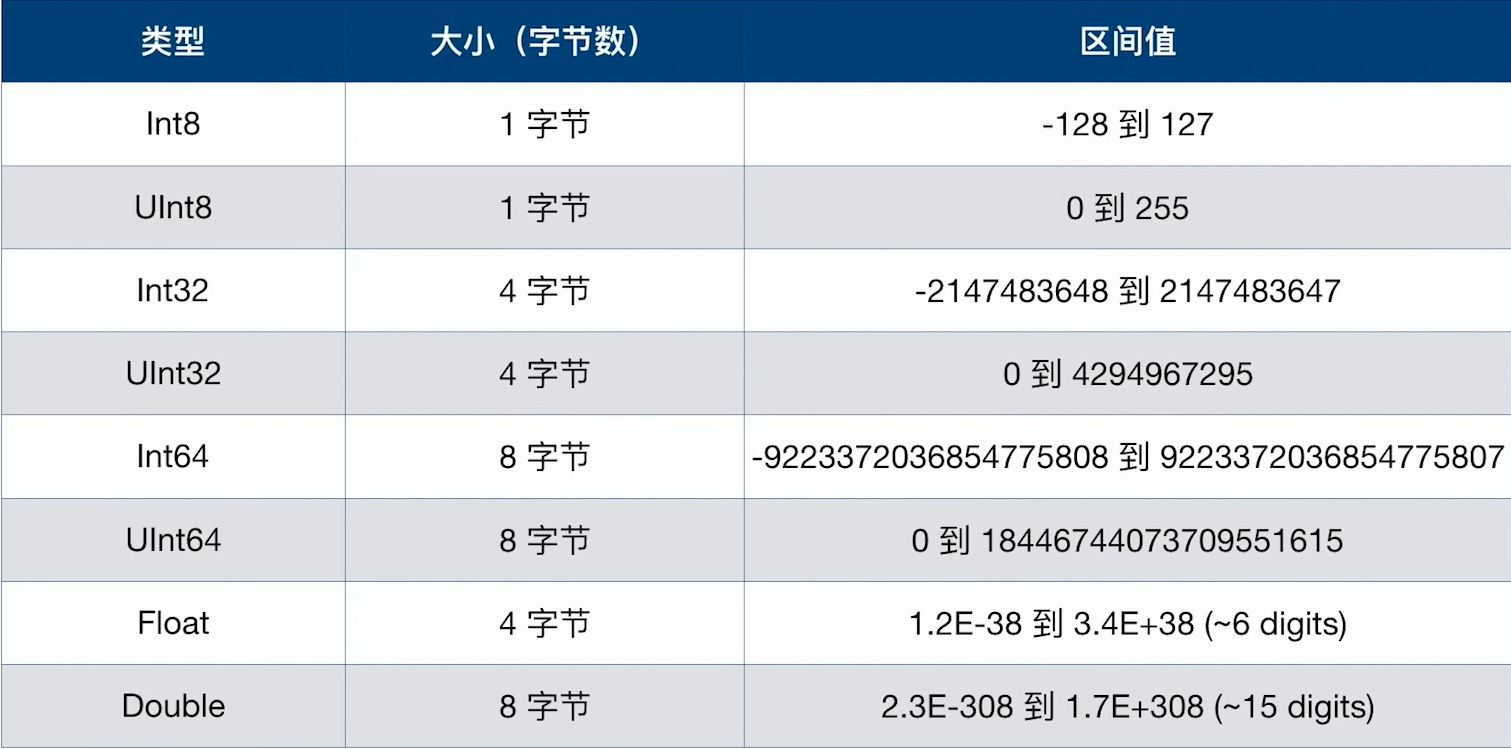 类型 大小（字节数） 区间值
Int8 1 字节 -128 到 127
UInt8 1 字节 0 到 255
Int32 4 字节 -2147483648 到 2147483647
UInt32 4 字节 0 到 4294967295
Int64 8 字节 -9223372036854775808 到 9223372036854775807
UInt64 8 字节 0 到 18446744073709551615
Float 4 字节 1.2E-38 到 3.4E+38 (~6 digits)
Double 8 字节 2.3E-308 到 1.7E+308 (~15 digits)